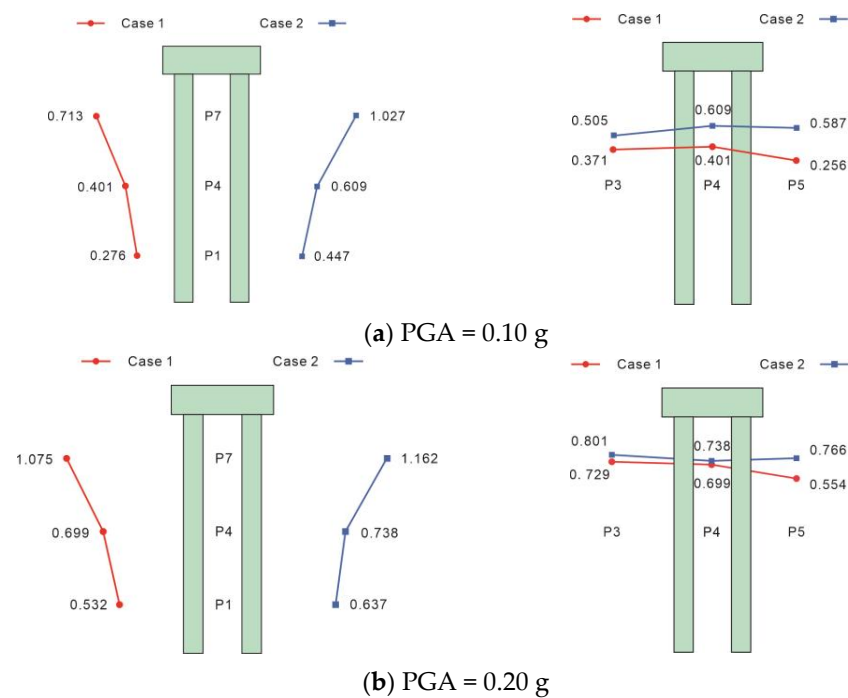 Case 1 Case 2 Case 1 Case 2
0.713 P7 1.027
0.401 P4 0.609
0.276 P1 0.447
0.505 0.609 0.587
0.371 0.401 0.256
P3 P4 P5
(a) PGA = 0.10 g
Case 1 Case 2 Case 1 Case 2
1.075 P7 1.162
0.699 P4 0.738
0.532 P1 0.637
0.801 0.738 0.766
0.729 0.699 0.554
P3 P4 P5
(b) PGA = 0.20 g